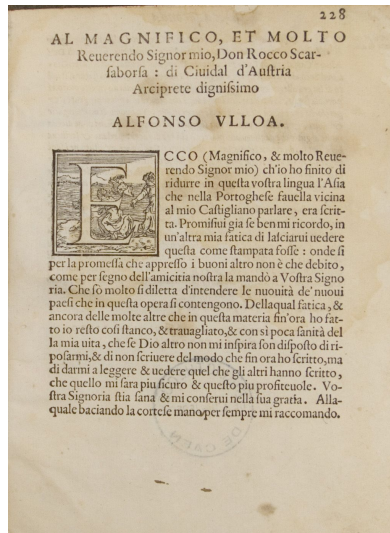 228
AL MAGNIFICO, ET MOLTO
Reuerendo Signor mio, Don Rocco Scar-
saborsa : di Ciuidal d'Austria
Arciprete dignissimo
ALFONSO VLLOA.
ECCO (Magnifico, & molto Reue-
rendo Signor mio) ch'io ho finito di
ridurre in questa vostra lingua l'Asia
che nella Portoghese fauella vicina
al mio Castigliano parlare, era scrit-
ta. Promisiui gia se ben mi ricordo, in
un'altra mia fatica di lasciarui uedere
questa come stampata fosse : onde si
per la promessa che appresso i buoni altro non è che debito,
come per segno dell'amicitia nostra la mando à Vostra Signo
ria. Che sò molto si diletta d'intendere le nuouità de' nuoui
paesi che in questa opera si contengono. Dellaqual fatica, &
ancora delle molte altre che in questa materia fin'ora ho fat-
to io resto cosi stanco, & trauagliato, & con sì poca sanità del
la mia uita, che se Dio altro non mi inspira son disposto di ri-
posarmi, & di non scriuere del modo che fin ora ho scritto, ma
di darmi a leggere & uedere quel che gli altri hanno scritto,
che quello mi sara piu sicuro & questo piu profiteuole. Vo-
stra Signoria stia sana & mi conserui nella sua gratia. Alla-
quale baciando la cortese mano, per sempre mi raccomando.